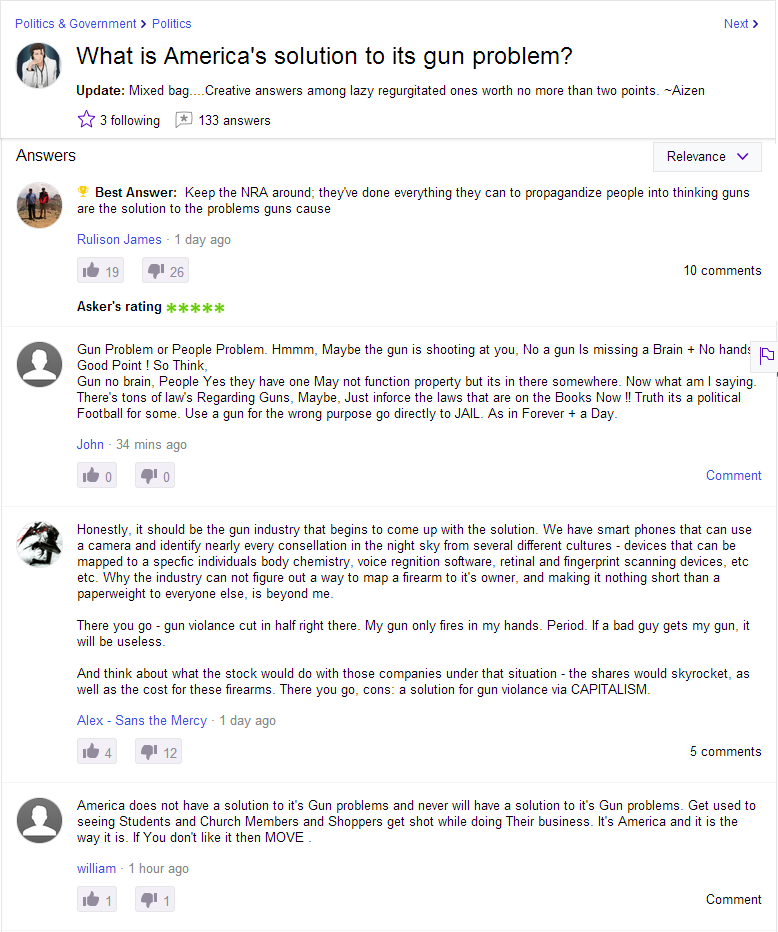 Politics & Government > Politics
Next >
What is America's solution to its gun problem?
Update: Mixed bag....Creative answers among lazy regurgitated ones worth no more than two points. ~Aizen
3 following 133 answers
Answers
Relevance
Best Answer: Keep the NRA around; they've done everything they can to propagandize people into thinking guns
are the solution to the problems guns cause
Rulison James · 1 day ago
19 26
10 comments
Asker's rating *****
Gun Problem or People Problem. Hmmm, Maybe the gun is shooting at you, No a gun Is missing a Brain + No hands
Good Point ! So Think,
Gun no brain, People Yes they have one May not function property but its in there somewhere. Now what am I saying.
There's tons of law's Regarding Guns, Maybe, Just inforce the laws that are on the Books Now !! Truth its a political
Football for some. Use a gun for the wrong purpose go directly to JAIL. As in Forever + a Day.
John · 34 mins ago
0 0
Comment
Honestly, it should be the gun industry that begins to come up with the solution. We have smart phones that can use
a camera and identify nearly every consellation in the night sky from several different cultures - devices that can be
mapped to a specfic individuals body chemistry, voice regnition software, retinal and fingerprint scanning devices, etc
etc. Why the industry can not figure out a way to map a firearm to it's owner, and making it nothing short than a
paperweight to everyone else, is beyond me.
There you go - gun violance cut in half right there. My gun only fires in my hands. Period. If a bad guy gets my gun, it
will be useless.
And think about what the stock would do with those companies under that situation - the shares would skyrocket, as
well as the cost for these firearms. There you go, cons: a solution for gun violance via CAPITALISM.
Alex - Sans the Mercy · 1 day ago
4 12
5 comments
America does not have a solution to it's Gun problems and never will have a solution to it's Gun problems. Get used to
seeing Students and Church Members and Shoppers get shot while doing Their business. It's America and it is the
way it is. If You don't like it then MOVE .
william · 1 hour ago
1 1
Comment